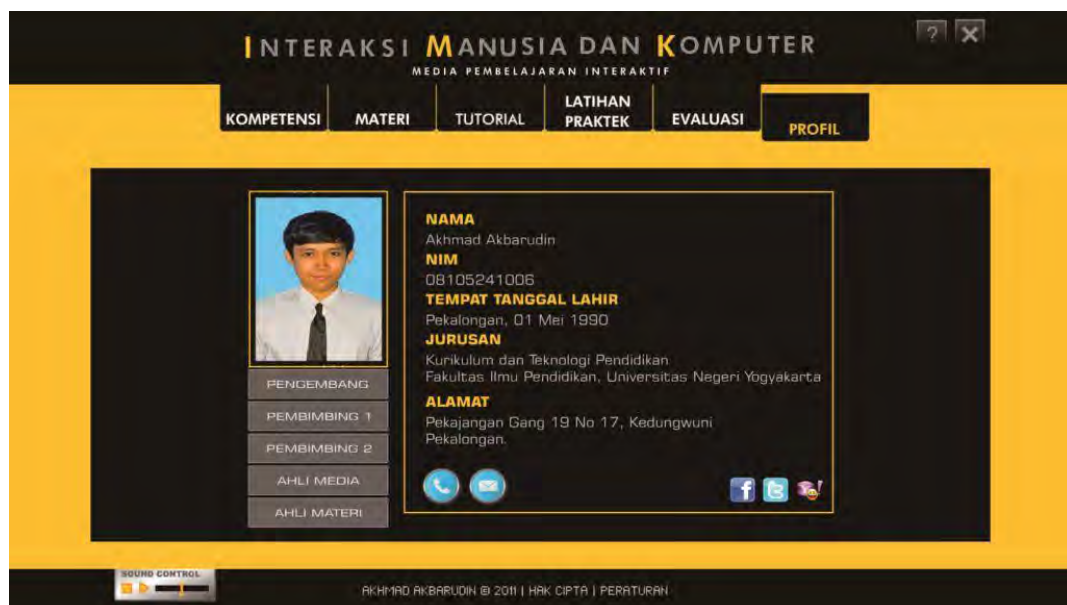 INTERAKSI MANUSIA DAN KOMPUTER
MEDIA PEMBELAJARAN INTERAKTIF
? X
KOMPETENSI MATERI TUTORIAL LATIHAN PRAKTEK EVALUASI PROFIL
NAMA
Akhmad Akbarudin
NIM
08105241006
TEMPAT TANGGAL LAHIR
Pekalongan, 01 Mei 1990
JURUSAN
Kurikulum dan Teknologi Pendidikan
Fakultas Ilmu Pendidikan, Universitas Negeri Yogyakarta
ALAMAT
Pekajangan Gang 19 No 17, Kedungwuni
Pekalongan.
PENGEMBANG
PEMBIMBING 1
PEMBIMBING 2
AHLI MEDIA
AHLI MATERI
SOUND CONTROL
AKHMAD AKBARUDIN © 2011 | HAK CIPTA | PERATURAN